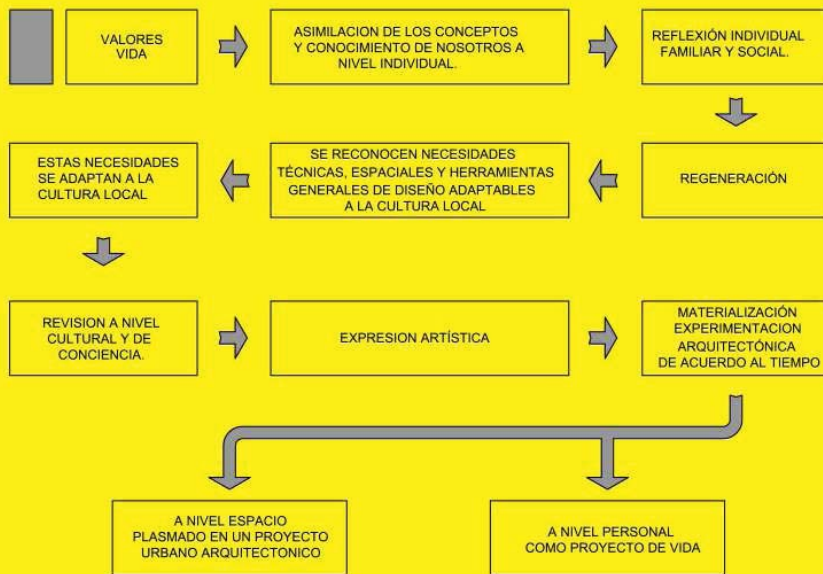 VALORES
VIDA
ASIMILACION DE LOS CONCEPTOS
Y CONOCIMIENTO DE NOSOTROS A
NIVEL INDIVIDUAL.
REFLEXIÓN INDIVIDUAL
FAMILIAR Y SOCIAL.
REGENERACIÓN
SE RECONOCEN NECESIDADES
TÉCNICAS, ESPACIALES Y HERRAMIENTAS
GENERALES DE DISEÑO ADAPTABLES
A LA CULTURA LOCAL
ESTAS NECESIDADES
SE ADAPTAN A LA
CULTURA LOCAL
REVISION A NIVEL
CULTURAL Y DE
CONCIENCIA.
EXPRESION ARTÍSTICA
MATERIALIZACIÓN
EXPERIMENTACION
ARQUITECTÓNICA
DE ACUERDO AL TIEMPO
A NIVEL ESPACIO
PLASMADO EN UN PROYECTO
URBANO ARQUITECTONICO
A NIVEL PERSONAL
COMO PROYECTO DE VIDA